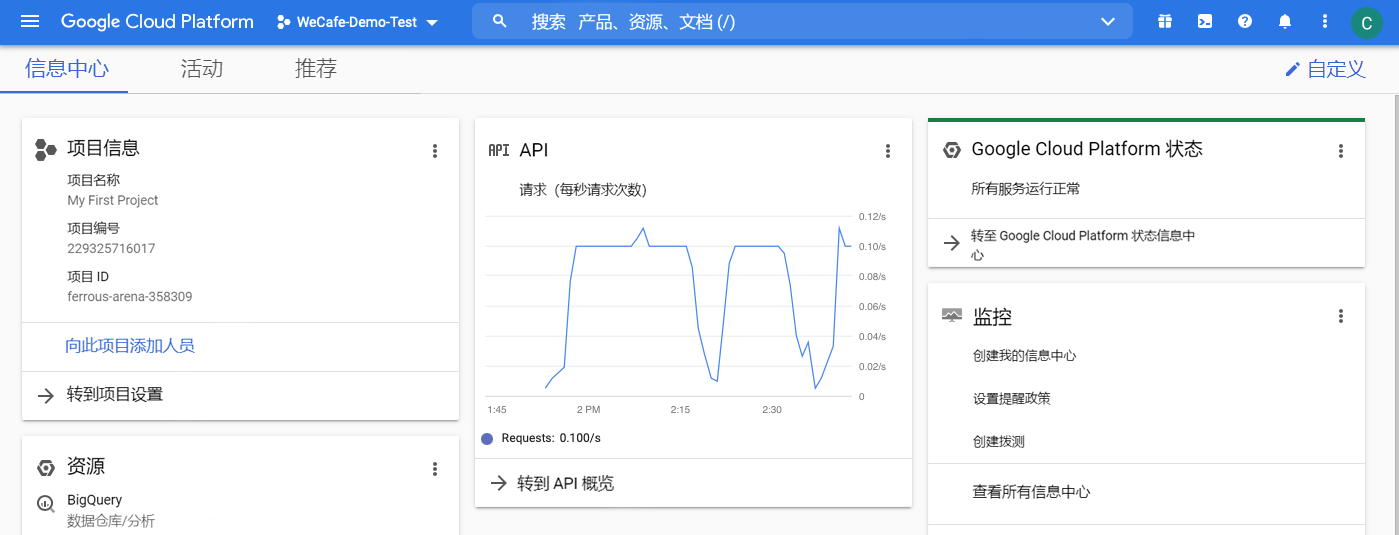 Google Cloud Platform
WeCafe-Demo-Test
搜索 产品、资源、文档 (/)
C
信息中心
活动
推荐
自定义
项目信息
项目名称
My First Project
项目编号
229325716017
项目 ID
ferrous-arena-358309
向此项目添加人员
转到项目设置
资源
BigQuery
数据仓库/分析
API API
请求（每秒请求次数）
0.12/s
0.10/s
0.08/s
0.06/s
0.04/s
0.02/s
0
1:45 2 PM 2:15 2:30
Requests: 0.100/s
转到 API 概览
Google Cloud Platform 状态
所有服务运行正常
转至 Google Cloud Platform 状态信息中
心
监控
创建我的信息中心
设置提醒政策
创建拨测
查看所有信息中心